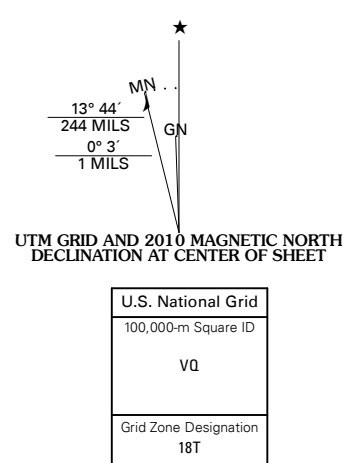 ★
MN
13° 44´
244 MILS
GN
0° 3´
1 MILS
UTM GRID AND 2010 MAGNETIC NORTH
DECLINATION AT CENTER OF SHEET
U.S. National Grid
100,000-m Square ID
VQ
Grid Zone Designation
18T